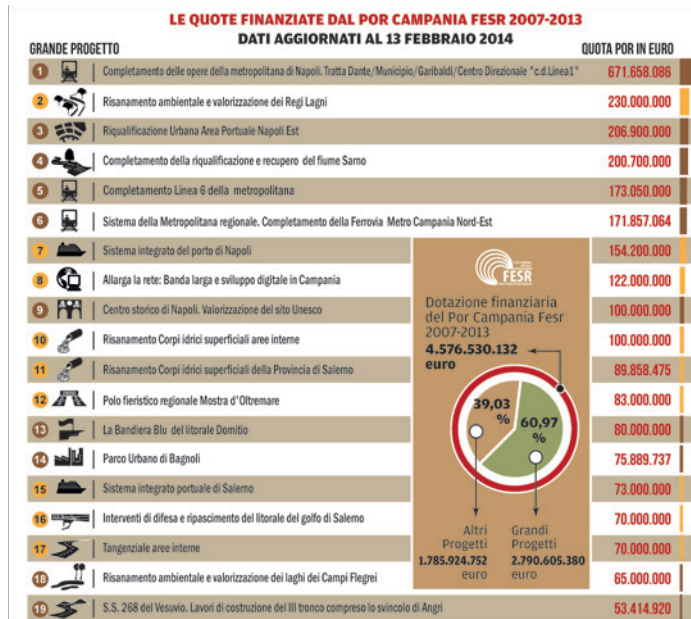 LE QUOTE FINANZIATE DAL POR CAMPANIA FESR 2007-2013
DATI AGGIORNATI AL 13 FEBBRAIO 2014
GRANDE PROGETTO QUOTA POR IN EURO
1 Completamento delle opere della metropolitana di Napoli. Tratta Dante/Municipio/Garibaldi/Centro Direzionale "c.d.Linea1" 671.658.086
2 Risanamento ambientale e valorizzazione dei Regi Lagni 230.000.000
3 Riqualificazione Urbana Area Portuale Napoli Est 206.900.000
4 Completamento della riqualificazione e recupero del fiume Sarno 200.700.000
5 Completamento Linea 6 della metropolitana 173.050.000
6 Sistema della Metropolitana regionale. Completamento della Ferrovia Metro Campania Nord-Est 171.857.064
7 Sistema integrato del porto di Napoli 154.200.000
8 Allarga la rete: Banda larga e sviluppo digitale in Campania 122.000.000
9 Centro storico di Napoli. Valorizzazione del sito Unesco 100.000.000
10 Risanamento Corpi idrici superficiali aree interne 100.000.000
11 Risanamento Corpi idrici superficiali della Provincia di Salerno 89.858.475
12 Polo fieristico regionale Mostra d'Oltremare 83.000.000
13 La Bandiera Blu del litorale Domitio 80.000.000
14 Parco Urbano di Bagnoli 75.889.737
15 Sistema integrato portuale di Salerno 73.000.000
16 Interventi di difesa e ripascimento del litorale del golfo di Salerno 70.000.000
17 Tangenziale aree interne 70.000.000
18 Risanamento ambientale e valorizzazione dei laghi dei Campi Flegrei 65.000.000
19 S.S. 268 del Vesuvio. Lavori di costruzione del III tronco compreso lo svincolo di Angri 53.414.920
FESR
Dotazione finanziaria
del Por Campania Fesr
2007-2013
4.576.530.132
euro
39,03
%
60,97
%
Altri
Progetti
1.785.924.752
euro
Grandi
Progetti
2.790.605.380
euro